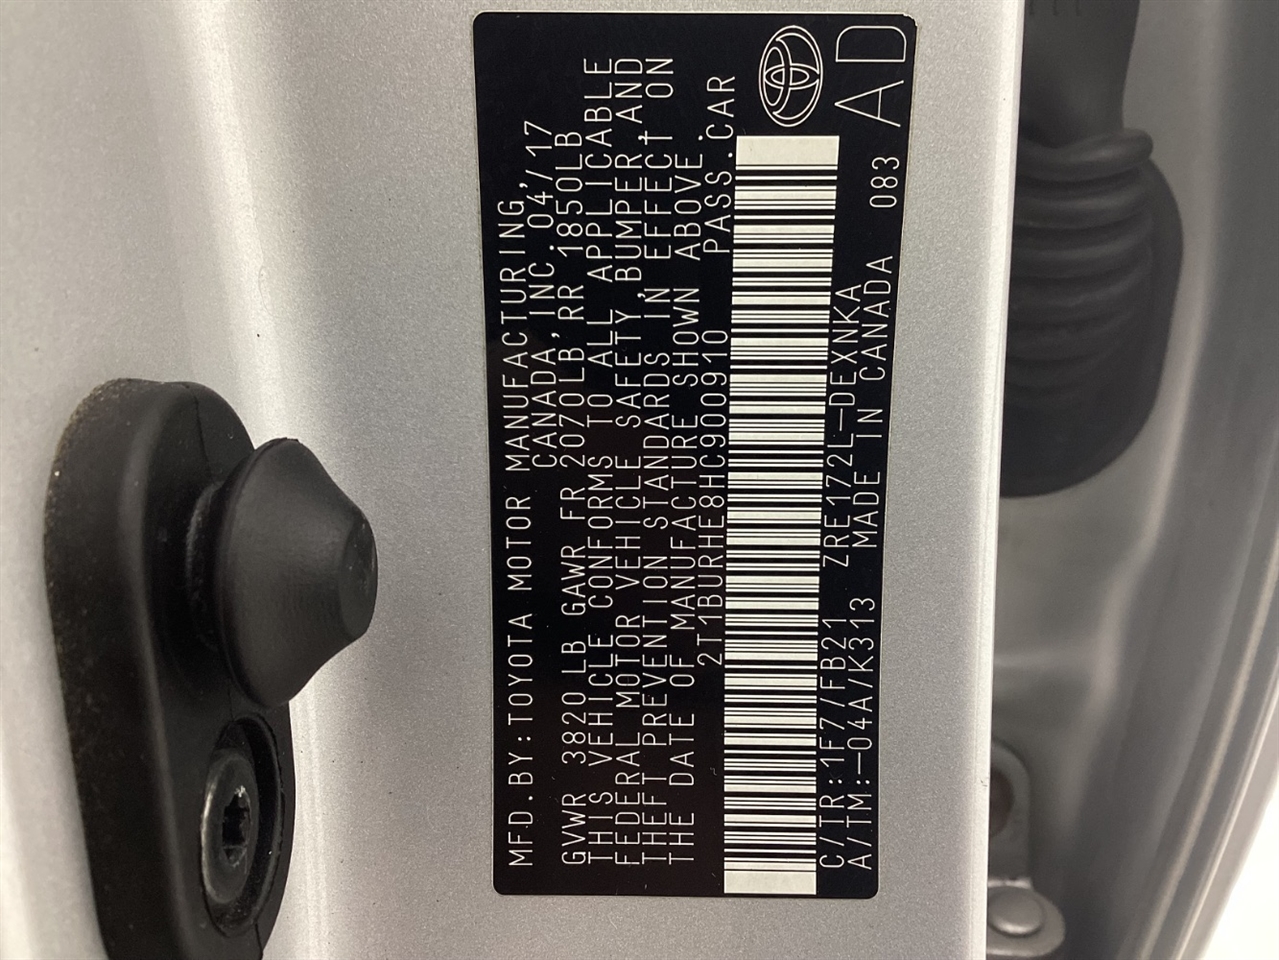 MFD.BY:TOYOTA MOTOR MANUFACTURING,
CANADA,INC. 04/17
GVWR 3820LB GAWR FR 2070LB,RR 1850LB
THIS VEHICLE CONFORMS TO ALL APPLICABLE
FEDERAL MOTOR VEHICLE SAFETY,BUMPER,AND
THEFT PREVENTION STANDARDS IN EFFECT ON
THE DATE OF MANUFACTURE SHOWN ABOVE.
2T1BURHE8HC900910 PASS.CAR
C/TR:1F7/FB21 ZRE172L-DEXNKA
A/TM:-04A/K313 MADE IN CANADA 083
AD